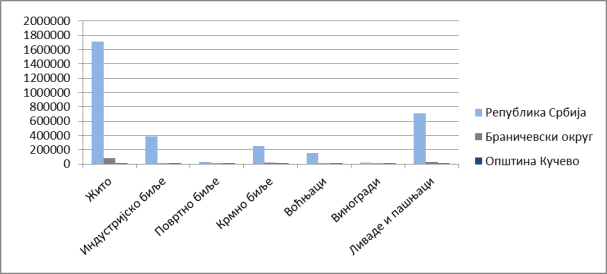 2000000
1800000
1600000
1400000
1200000
1000000
800000
600000
400000
200000
0
Жито
Индустријско биље
Повртно биље
Крмно биље
Воћњаци
Виногради
Ливаде и пашњаци
Република Србија
Браничевски округ
Општина Кучево